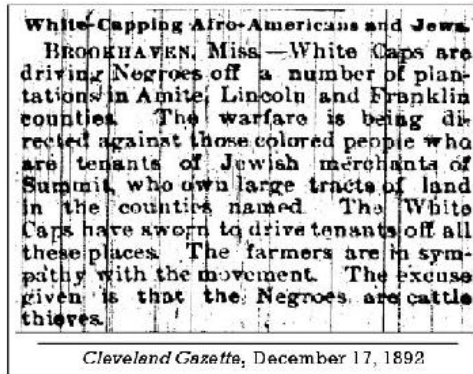 White-Capping Afro-Americans and Jews.
BROOKHAVEN, Miss.—White Caps are
driving Negroes off a number of plan-
tations in Amite, Lincoln and Franklin
counties. The warfare is being di-
rected against those colored people who
are tenants of Jewish merchants of
Summit, who own large tracts of land
in the counties named. The White
Caps have sworn to drive tenants off all
these places. The farmers are in sym-
pathy with the movement. The excuse
given is that the Negroes are cattle
thieves.
Cleveland Gazette, December 17, 1892